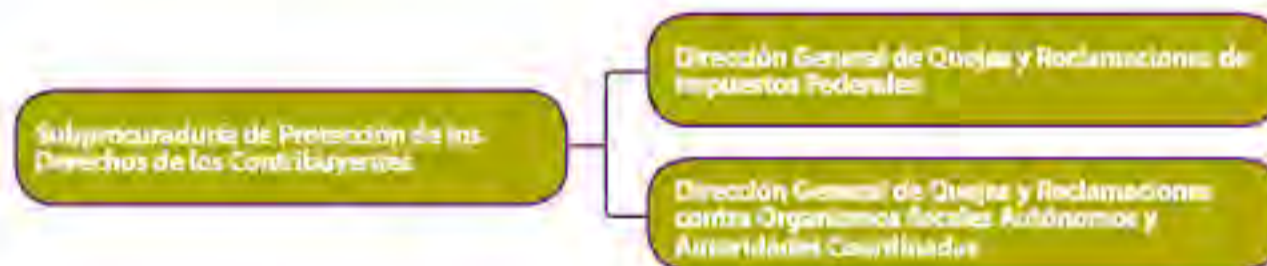 Subprocuraduría de Protección de los
Derechos de los Contribuyentes
Dirección General de Quejas y Reclamaciones de
Impuestos Federales
Dirección General de Quejas y Reclamaciones
contra Organismos fiscales Autónomos y
Autoridades Coordinadas